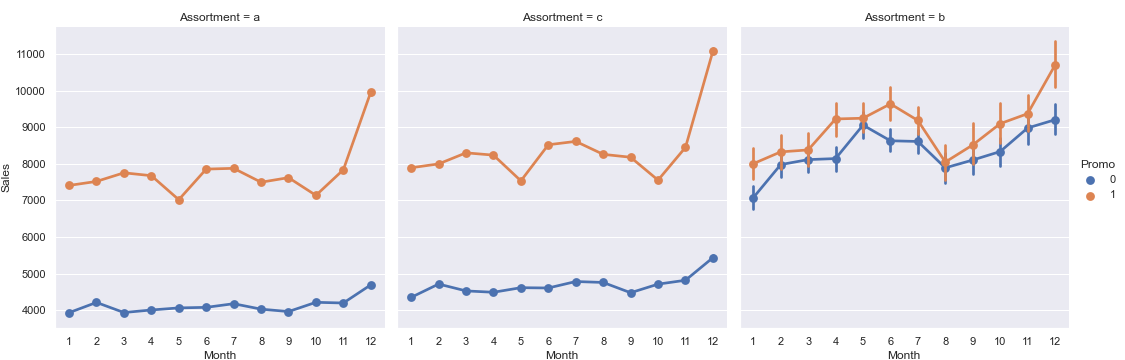 Assortment = a
Assortment = c
Assortment = b
Sales
11000
10000
9000
8000
7000
6000
5000
4000
1 2 3 4 5 6 7 8 9 10 11 12
1 2 3 4 5 6 7 8 9 10 11 12
1 2 3 4 5 6 7 8 9 10 11 12
Month
Month
Month
Promo
0
1